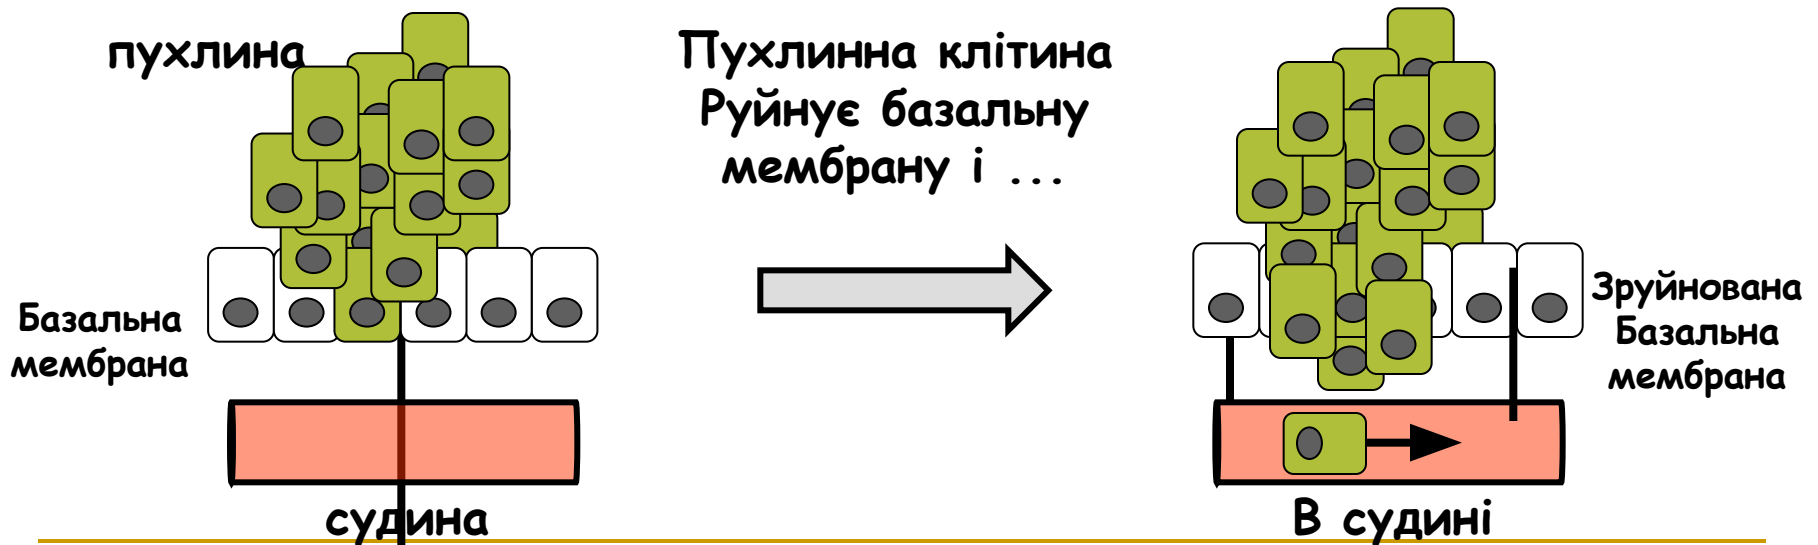 пухлина
Базальна
мембрана
судина
Пухлинна клітина
Руйнує базальну
мембрану і ...
Зруйнована
Базальна
мембрана
В судині